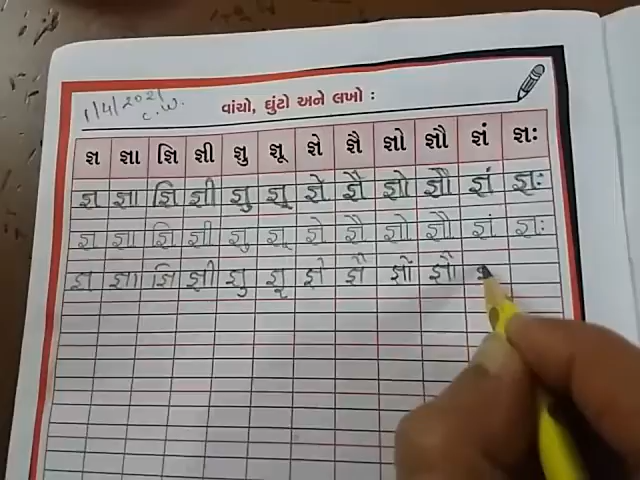 1/4/2021
c.w.
વાંચો, ઘુંટો અને લખો :
જ્ઞ જ્ઞા જ્ઞિ જ્ઞી જ્ઞુ જ્ઞૂ જ્ઞે જ્ઞૈ જ્ઞો જ્ઞૌ જ્ઞં જ્ઞઃ
જ્ઞ જ્ઞા જ્ઞિ જ્ઞી જ્ઞુ જ્ઞૂ જ્ઞે જ્ઞૈ જ્ઞો જ્ઞૌ જ્ઞં જ્ઞઃ
જ્ઞ જ્ઞા જ્ઞિ જ્ઞી જ્ઞુ જ્ઞૂ જ્ઞે જ્ઞૈ જ્ઞો જ્ઞૌ જ્ઞં જ્ઞઃ
જ્ઞ જ્ઞા જ્ઞિ જ્ઞી જ્ઞુ જ્ઞૂ જ્ઞે જ્ઞૈ જ્ઞો જ્ઞૌ